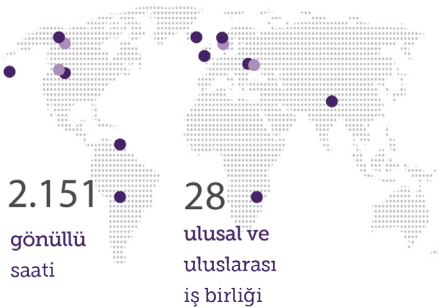 2.151
gönüllü
saati
28
ulusal ve
uluslarası
iş birliği